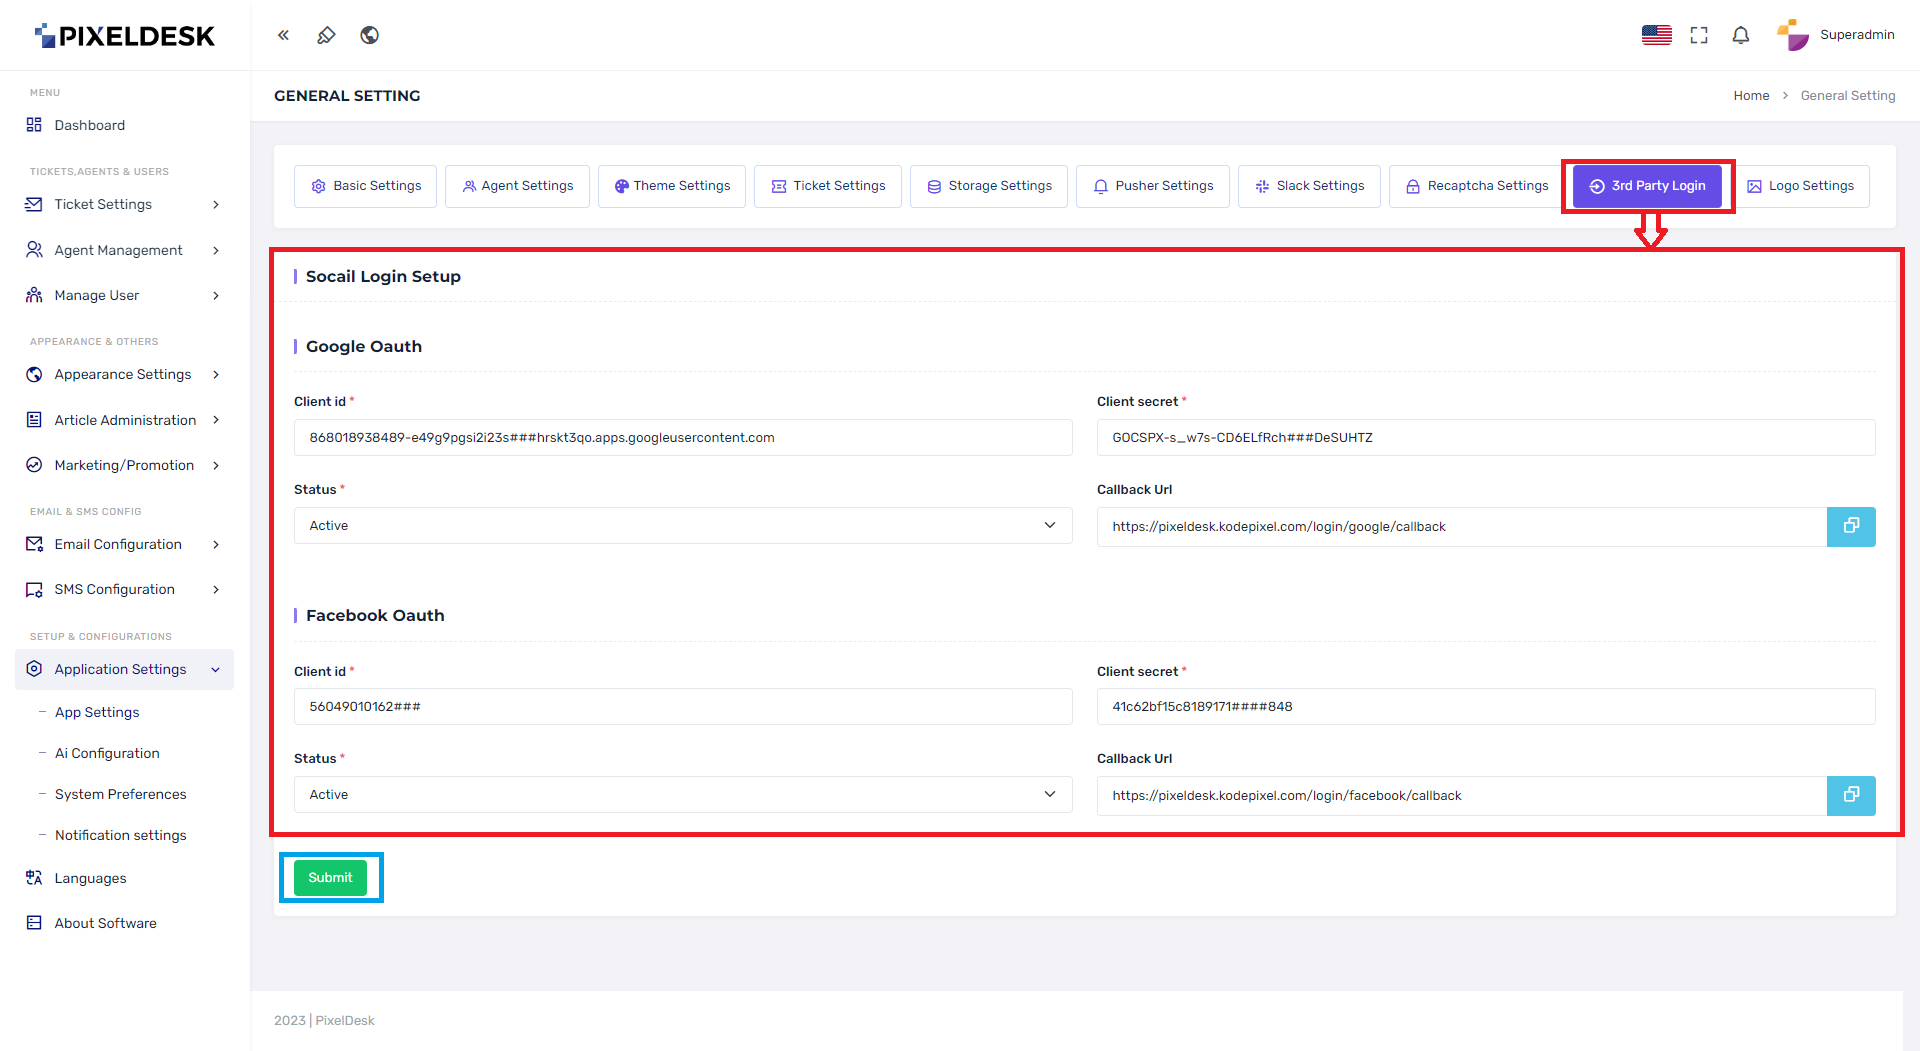 PIXELDESK
Superadmin
MENU
Dashboard
TICKETS,AGENTS & USERS
Ticket Settings
Agent Management
Manage User
APPEARANCE & OTHERS
Appearance Settings
Article Administration
Marketing/Promotion
EMAIL & SMS CONFIG
Email Configuration
SMS Configuration
SETUP & CONFIGURATIONS
Application Settings
App Settings
Ai Configuration
System Preferences
Notification settings
Languages
About Software
GENERAL SETTING
Home > General Setting
Basic Settings
Agent Settings
Theme Settings
Ticket Settings
Storage Settings
Pusher Settings
Slack Settings
Recaptcha Settings
3rd Party Login
Logo Settings
Socail Login Setup
Google Oauth
Client id *
868018938489-e49g9pgsi2i23s###hrskt3qo.apps.googleusercontent.com
Client secret *
GOCSPX-s_w7s-CD6ELfRch###DeSUHTZ
Status *
Active
Callback Url
https://pixeldesk.kodepixel.com/login/google/callback
Facebook Oauth
Client id *
56049010162###
Client secret *
41c62bf15c8189171####848
Status *
Active
Callback Url
https://pixeldesk.kodepixel.com/login/facebook/callback
Submit
2023 | PixelDesk